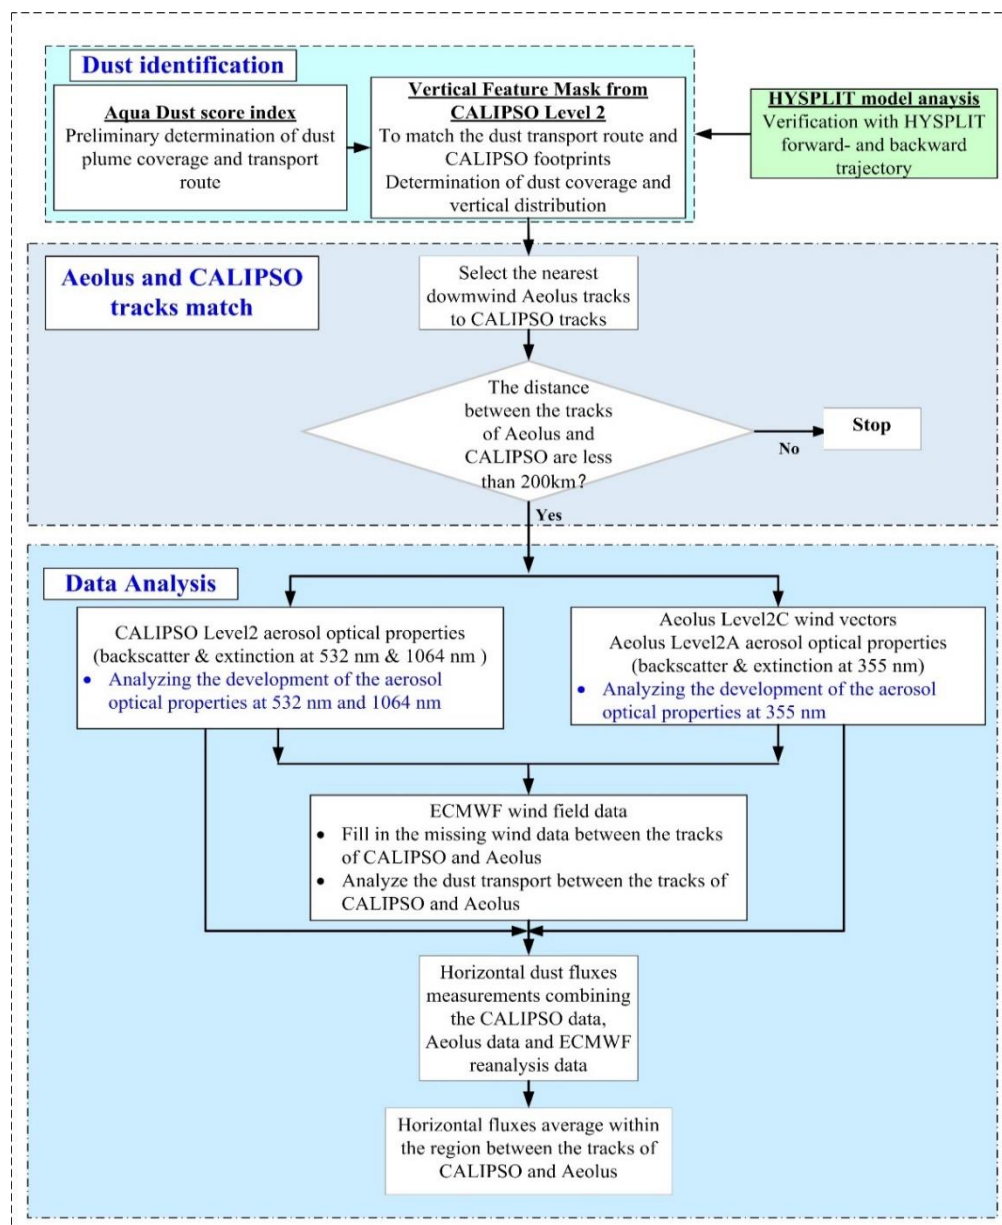 Dust identification
Aqua Dust score index
Preliminary determination of dust
plume coverage and transport
route
Vertical Feature Mask from
CALIPSO Level 2
To match the dust transport route and
CALIPSO footprints
Determination of dust coverage and
vertical distribution
HYSPLIT model anaysis
Verification with HYSPLIT
forward- and backward
trajectory
Aeolus and CALIPSO
tracks match
Select the nearest
dowmwind Aeolus tracks
to CALIPSO tracks
The distance
between the tracks
of Aeolus and
CALIPSO are less
than 200km?
No
Stop
Yes
Data Analysis
CALIPSO Level2 aerosol optical properties
(backscatter & extinction at 532 nm & 1064 nm )
• Analyzing the development of the aerosol
optical properties at 532 nm and 1064 nm
Aeolus Level2C wind vectors
Aeolus Level2A aerosol optical properties
(backscatter & extinction at 355 nm)
• Analyzing the development of the aerosol
optical properties at 355 nm
ECMWF wind field data
• Fill in the missing wind data between the tracks
of CALIPSO and Aeolus
• Analyze the dust transport between the tracks of
CALIPSO and Aeolus
Horizontal dust fluxes
measurements combining
the CALIPSO data,
Aeolus data and ECMWF
reanalysis data
Horizontal fluxes average within
the region between the tracks of
CALIPSO and Aeolus